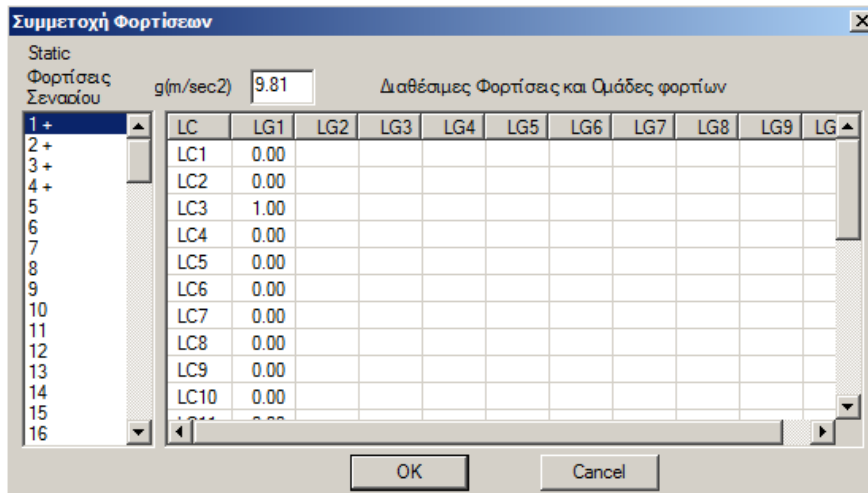 Συμμετοχή Φορτίσεων
Static
Φορτίσεις
Σεναρίου
g(m/sec2) 9.81 Διαθέσιμες Φορτίσεις και Ομάδες φορτίων
1 +
2 +
3 +
4 +
5
6
7
8
9
10
11
12
13
14
15
16
LC LG1 LG2 LG3 LG4 LG5 LG6 LG7 LG8 LG9 LG
LC1 0.00
LC2 0.00
LC3 1.00
LC4 0.00
LC5 0.00
LC6 0.00
LC7 0.00
LC8 0.00
LC9 0.00
LC10 0.00
OK Cancel